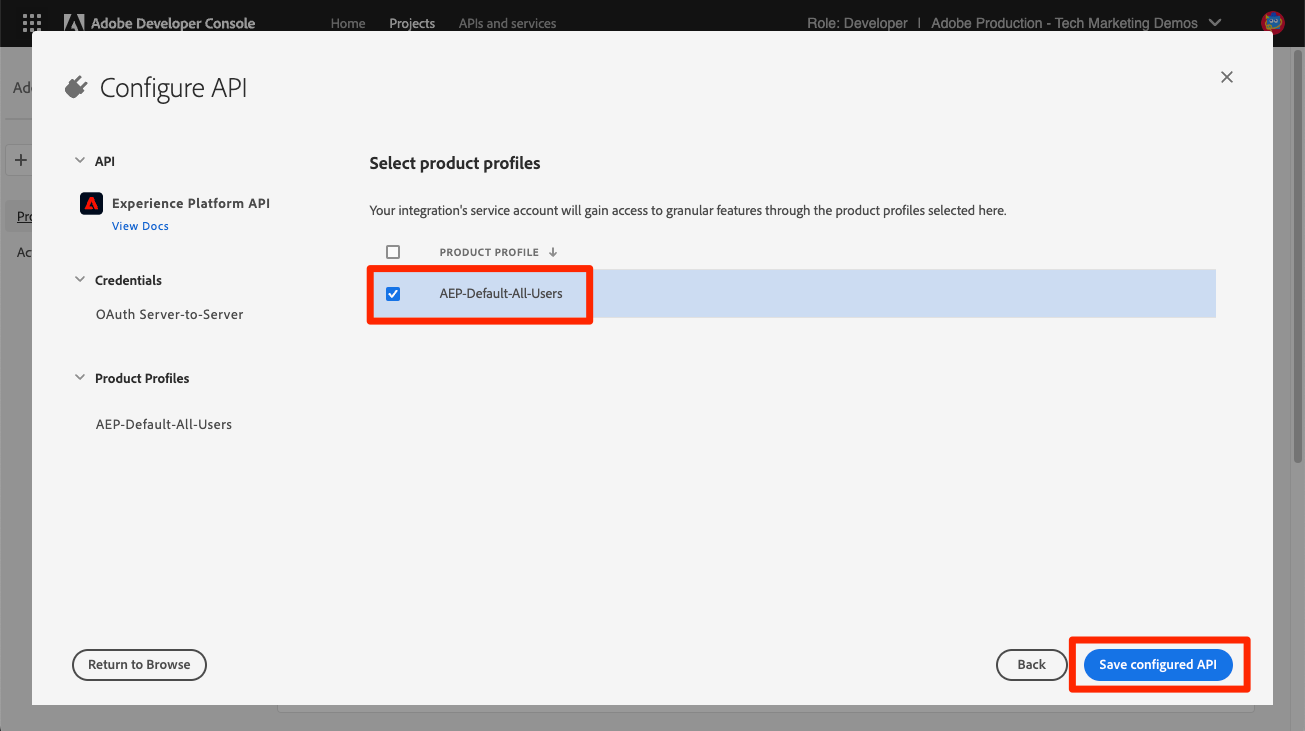 Adobe Developer Console
Home Projects APIs and services
Role: Developer | Adobe Production - Tech Marketing Demos
Configure API
API
Experience Platform API
View Docs
Credentials
OAuth Server-to-Server
Product Profiles
AEP-Default-All-Users
Select product profiles
Your integration's service account will gain access to granular features through the product profiles selected here.
PRODUCT PROFILE
AEP-Default-All-Users
Return to Browse
Back
Save configured API